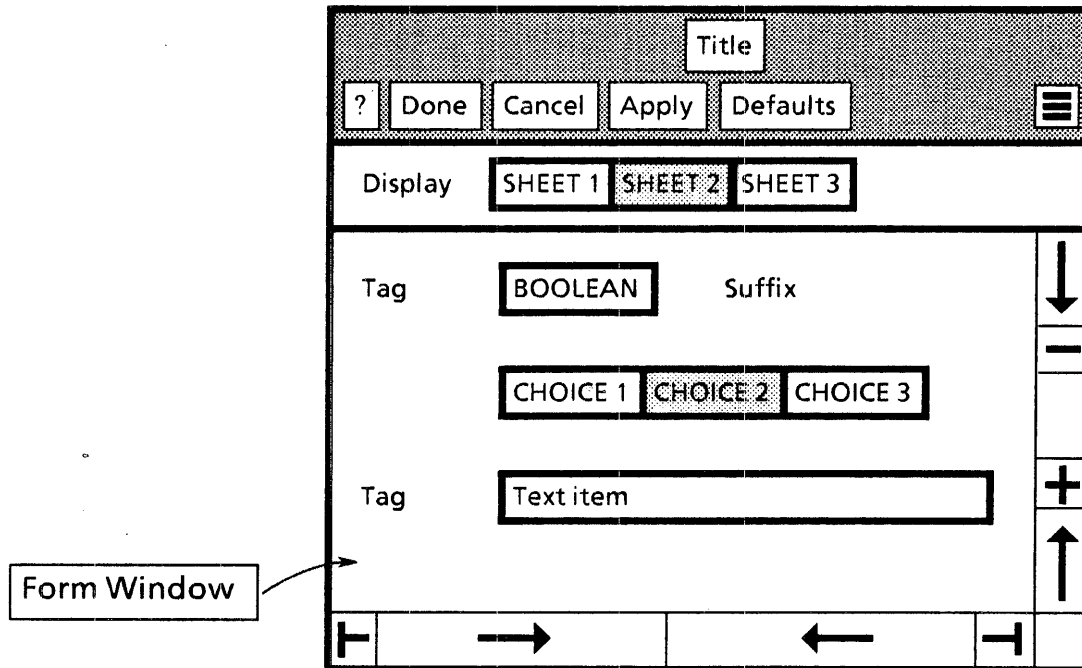 Title
? Done Cancel Apply Defaults
Display SHEET 1 SHEET 2 SHEET 3
Tag BOOLEAN Suffix
CHOICE 1 CHOICE 2 CHOICE 3
Tag Text item
Form Window